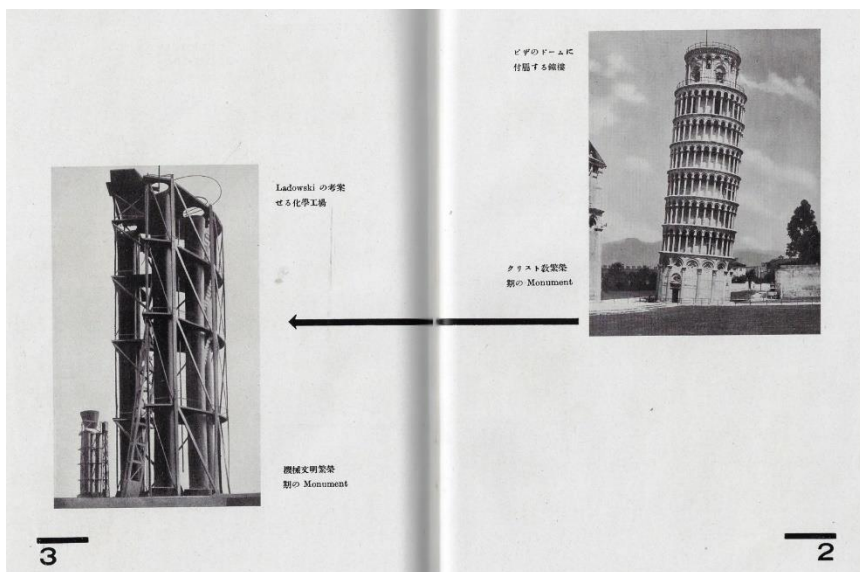 ピザのドームに
付屬する鐘樓
クリスト教繁榮
期の Monument
2
Ladowski の考案
せる化學工場
機械文明繁榮
期の Monument
3